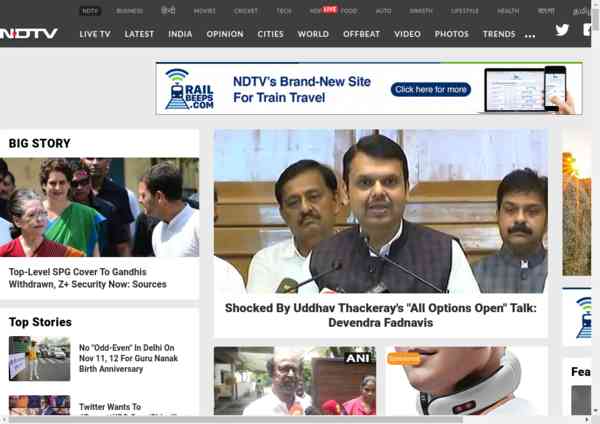 NDTV BUSINESS हिन्दी MOVIES CRICKET TECH HOP LIVE FOOD AUTO SWASTH LIFESTYLE HEALTH বাংলা
NDTV LIVE TV LATEST INDIA OPINION CITIES WORLD OFFBEAT VIDEO PHOTOS TRENDS ...
RAIL
BEEPS
.COM
NDTV's Brand-New Site
For Train Travel
Click here for more
BIG STORY
Top-Level SPG Cover To Gandhis
Withdrawn, Z+ Security Now: Sources
Shocked By Uddhav Thackeray's "All Options Open" Talk:
Devendra Fadnavis
Top Stories
No "Odd-Even" In Delhi On
Nov 11, 12 For Guru Nanak
Birth Anniversary
Twitter Wants To
ANI
Sponsored
Fea